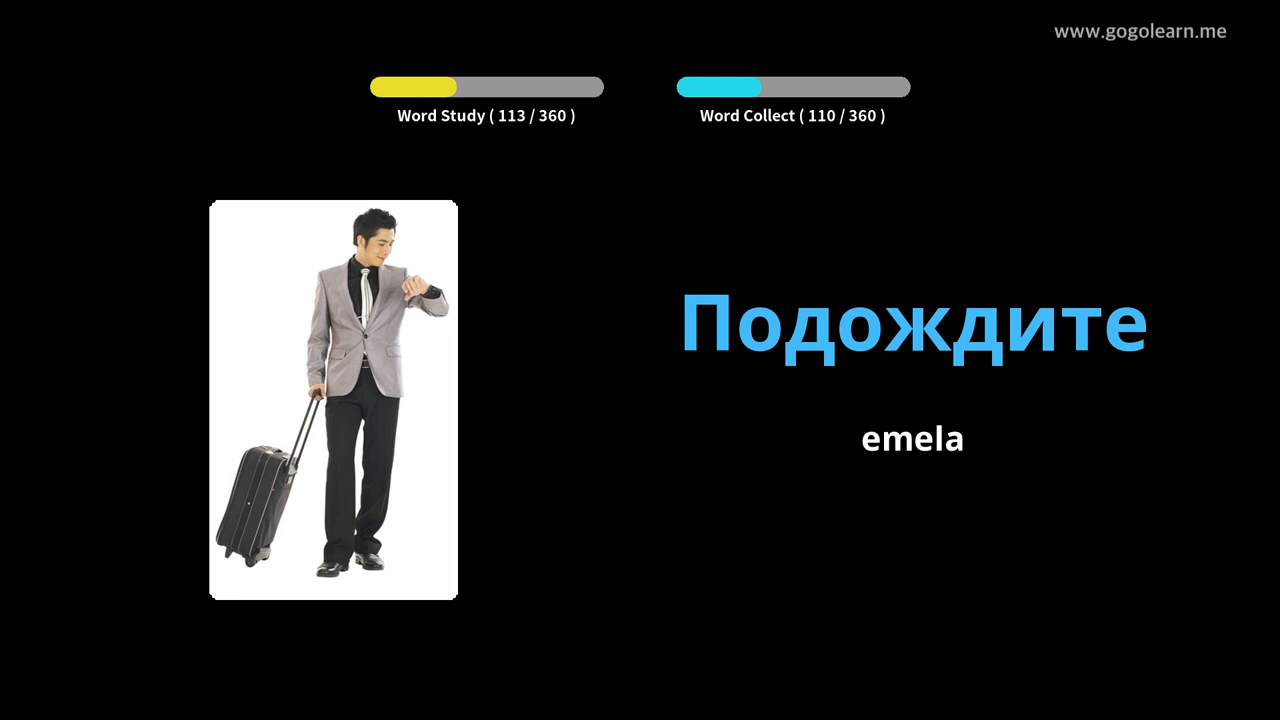 www.gogolearn.me
Word Study ( 113 / 360 )
Word Collect ( 110 / 360 )
Подождите
emela